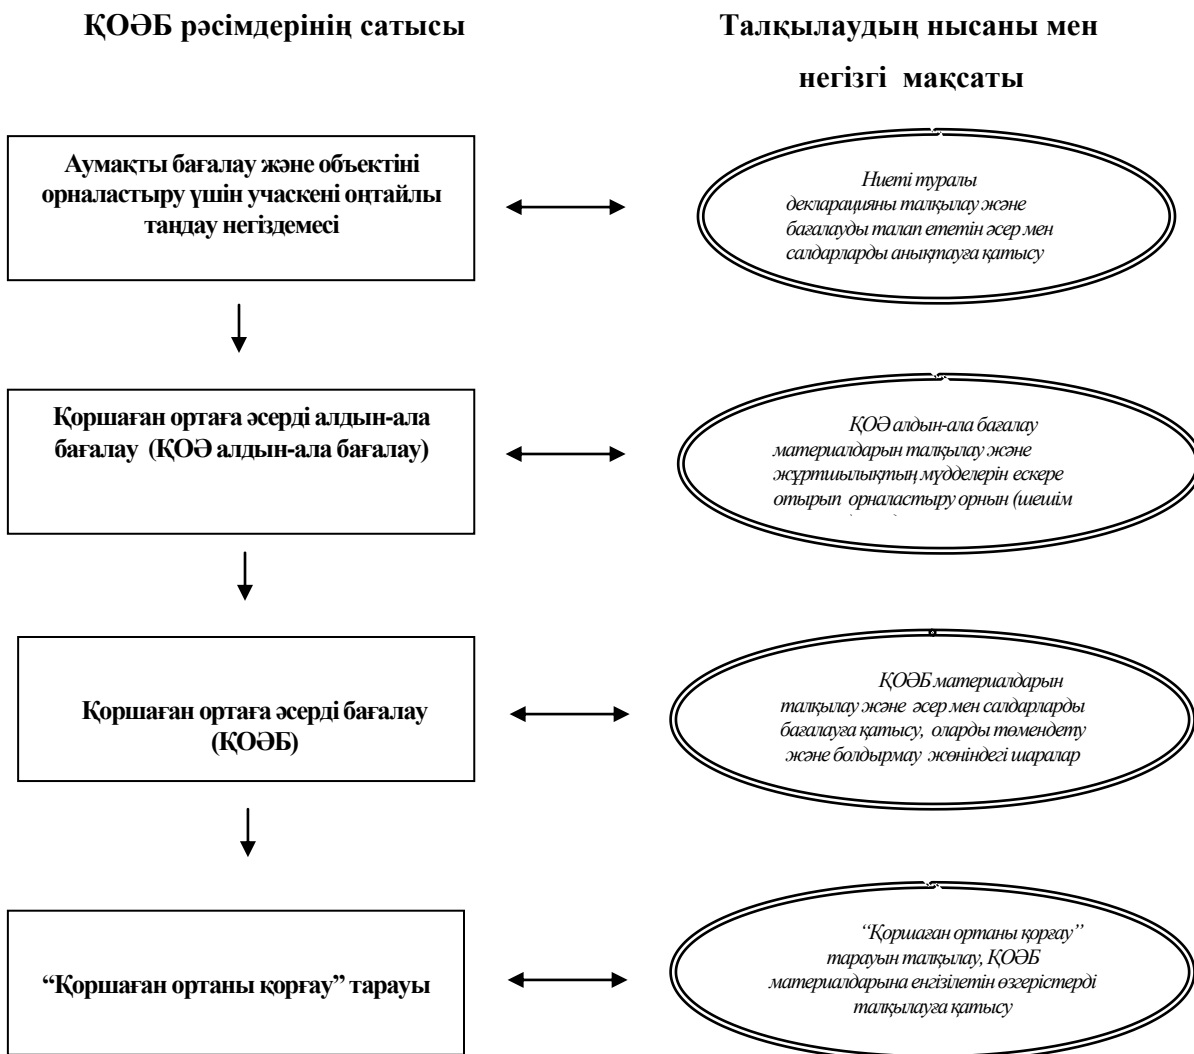 ҚОӘБ рәсімдерінің сатысы
Талқылаудың нысаны мен
негізгі мақсаты
Аумақты бағалау және объектіні
орналастыру үшін учаскені оңтайлы
таңдау негіздемесі
Ниеті туралы
декларацияны талқылау және
бағалауды талап ететін әсер мен
салдарларды анықтауға қатысу
Қоршаған ортаға әсерді алдын-ала
бағалау (ҚОӘ алдын-ала бағалау)
ҚОӘ алдын-ала бағалау
материалдарын талқылау және
жұртшылықтың мүдделерін ескере
отырып орналастыру орнын (шешім
Қоршаған ортаға әсерді бағалау
(ҚОӘБ)
ҚОӘБ материалдарын
талқылау және әсер мен салдарларды
бағалауға қатысу, оларды төмендету
және болдырмау жөніндегі шаралар
“Қоршаған ортаны қорғау” тарауы
“Қоршаған ортаны қорғау”
тарауын талқылау, ҚОӘБ
материалдарына енгізілетін өзгерістерді
талқылауға қатысу